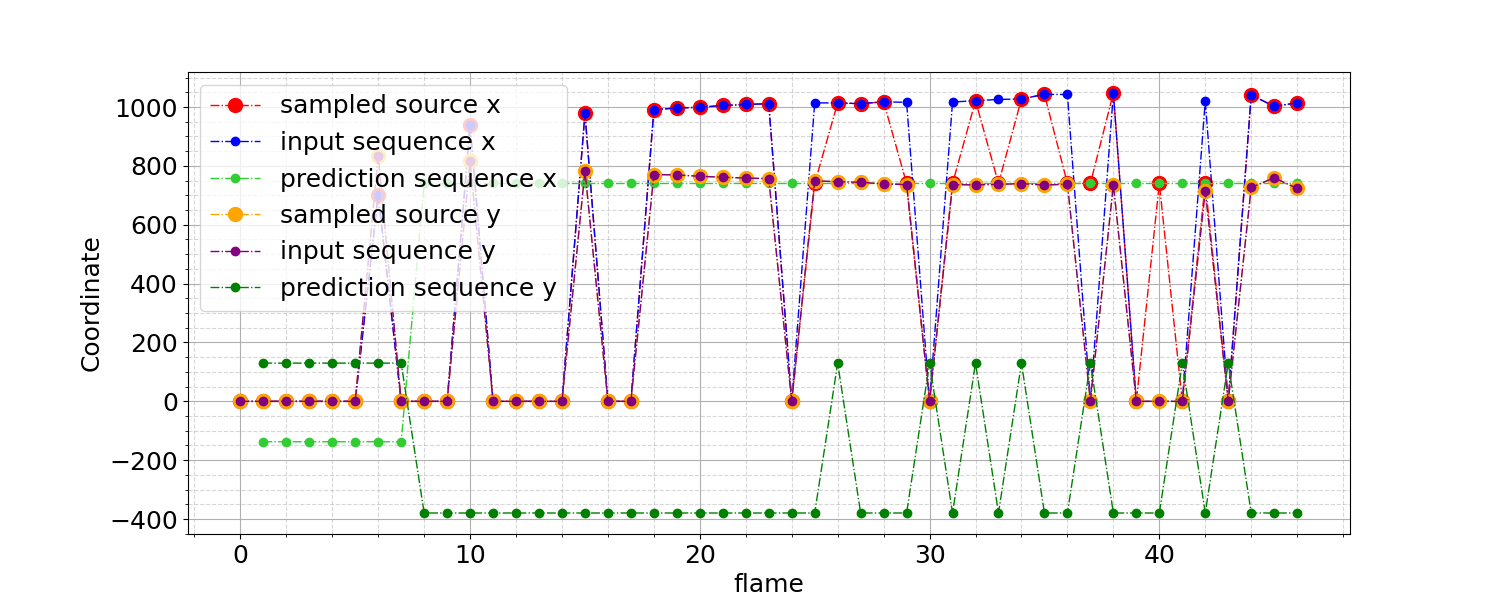 1000
800
600
400
200
0
−200
−400
Coordinate
sampled source x
input sequence x
prediction sequence x
sampled source y
input sequence y
prediction sequence y
0 10 20 30 40
flame